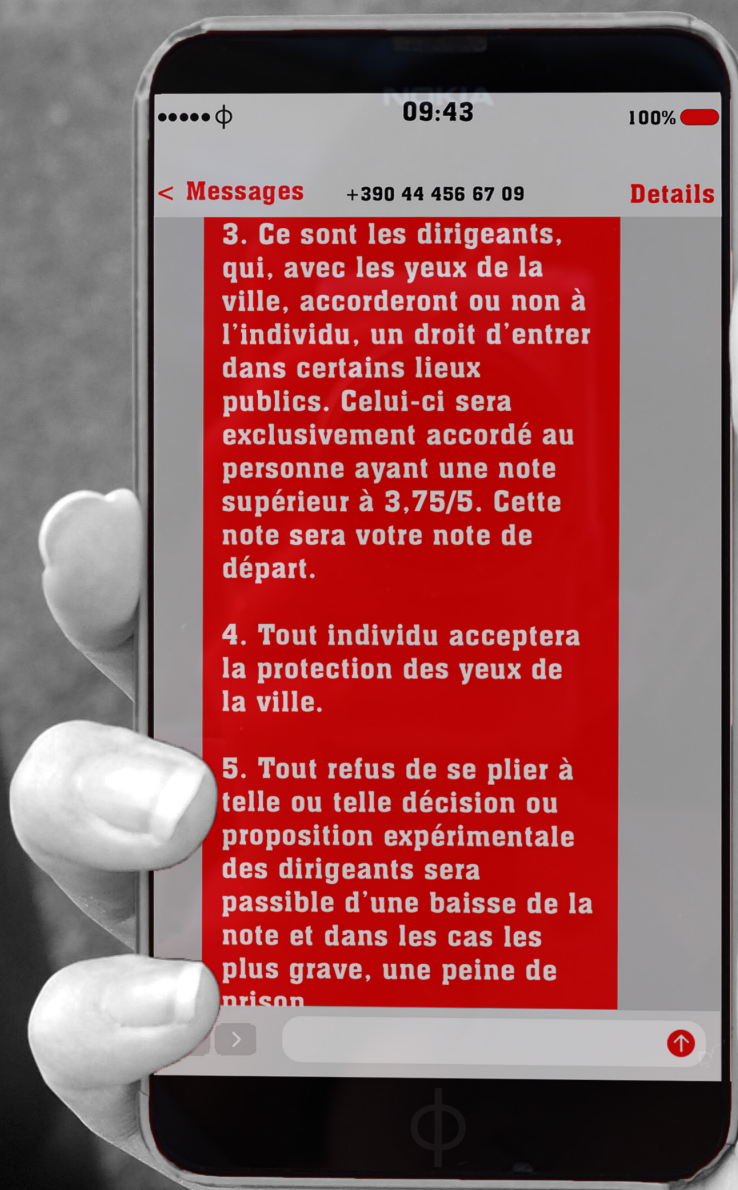 NOKIA
09:43
100%
< Messages
+390 44 456 67 09
Details
3. Ce sont les dirigeants,
qui, avec les yeux de la
ville, accorderont ou non à
l'individu, un droit d'entrer
dans certains lieux
publics. Celui-ci sera
exclusivement accordé au
personne ayant une note
supérieur à 3,75/5. Cette
note sera votre note de
départ.
4. Tout individu acceptera
la protection des yeux de
la ville.
5. Tout refus de se plier à
telle ou telle décision ou
proposition expérimentale
des dirigeants sera
passible d'une baisse de la
note et dans les cas les
plus grave, une peine de
prison